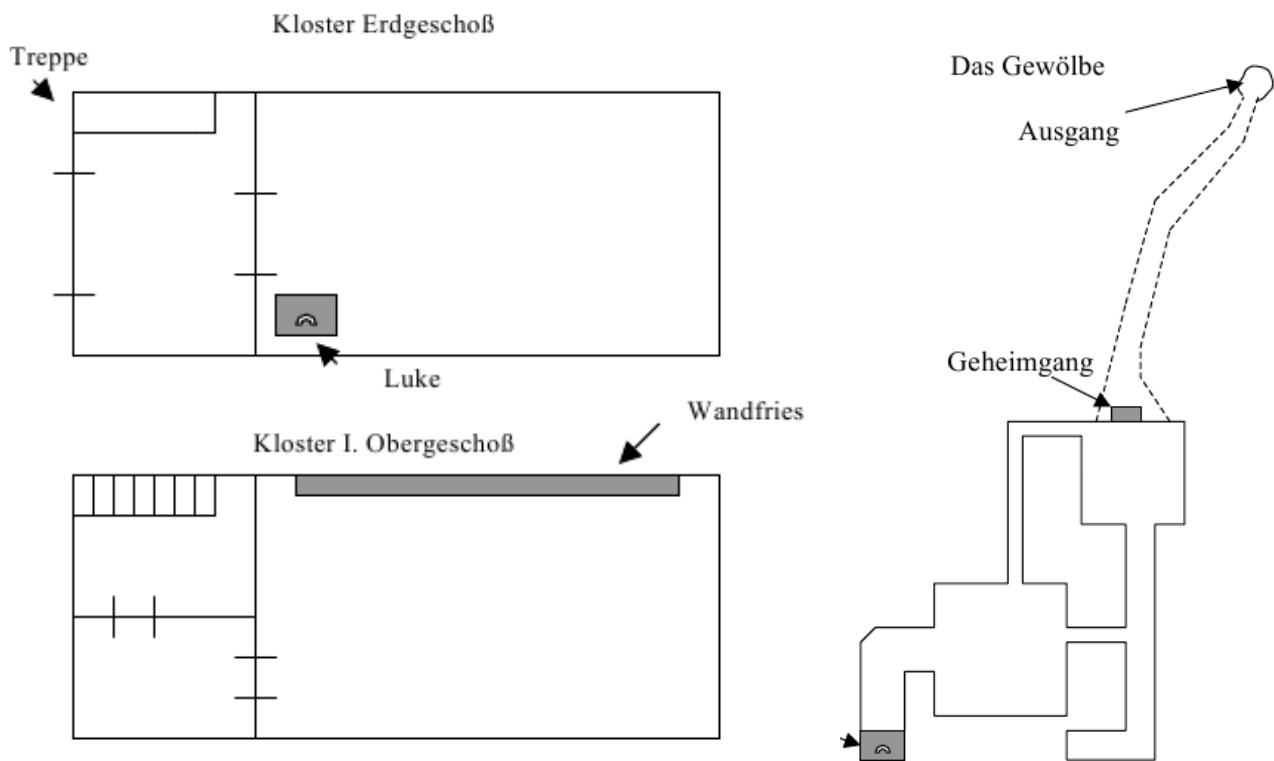 Kloster Erdgeschoß
Treppe
Luke
Wandfries
Kloster I. Obergeschoß
Das Gewölbe
Ausgang
Geheimgang